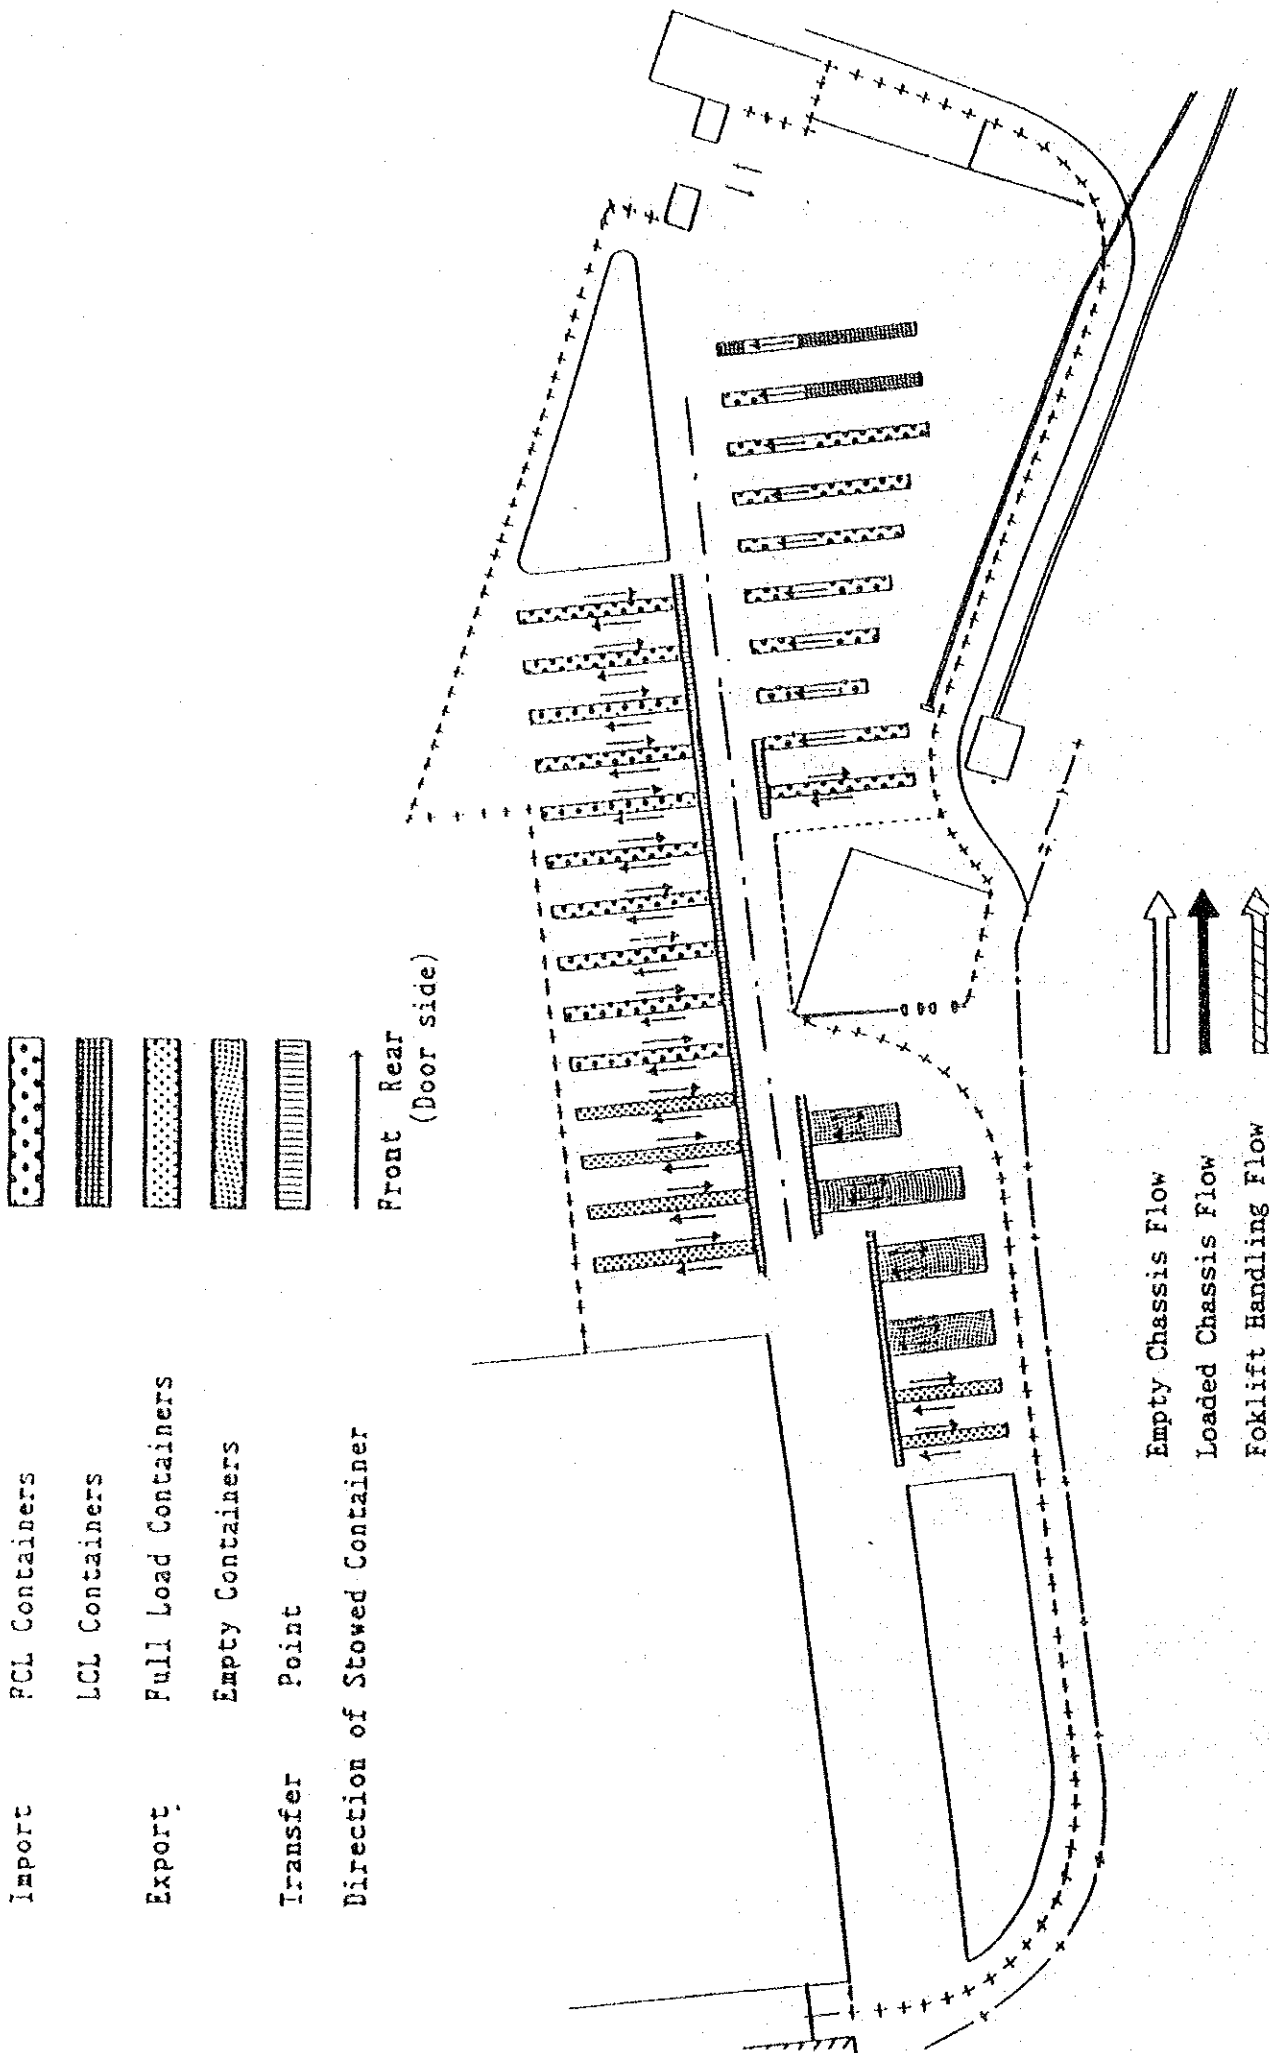 Import FCL Containers
LCL Containers
Export Full Load Containers
Empty Containers
Transfer Point
Direction of Stowed Container
Front Rear
(Door side)
Empty Chassis Flow
Loaded Chassis Flow
Foklift Handling Flow